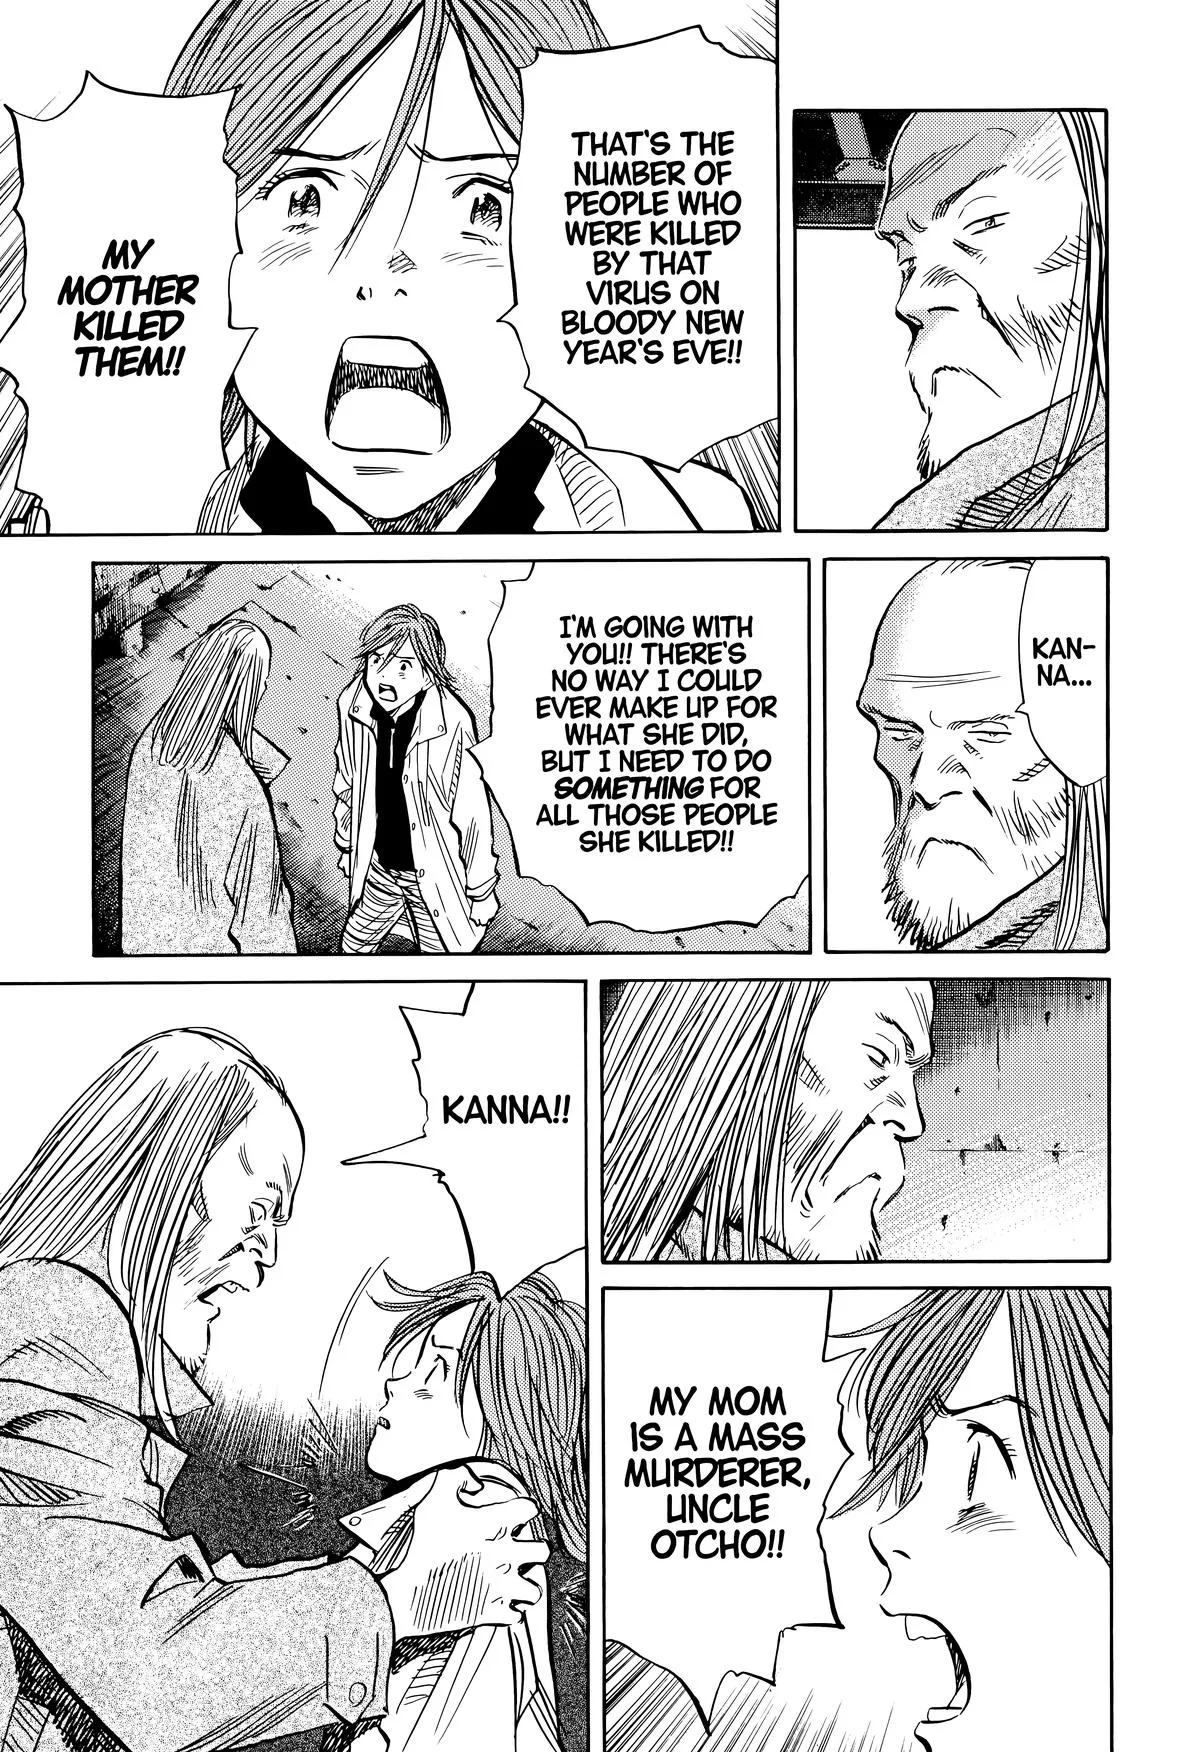 THAT'S THE
NUMBER OF
PEOPLE WHO
WERE KILLED
BY THAT
VIRUS ON
BLOODY NEW
YEAR'S EVE!!
MY
MOTHER
KILLED
THEM!!
KAN-
NA...
I'M GOING WITH
YOU!! THERE'S
NO WAY I COULD
EVER MAKE UP FOR
WHAT SHE DID,
BUT I NEED TO DO
SOMETHING FOR
ALL THOSE PEOPLE
SHE KILLED!!
MY MOM
IS A MASS
MURDERER,
UNCLE
OTCHO!!
KANNA!!